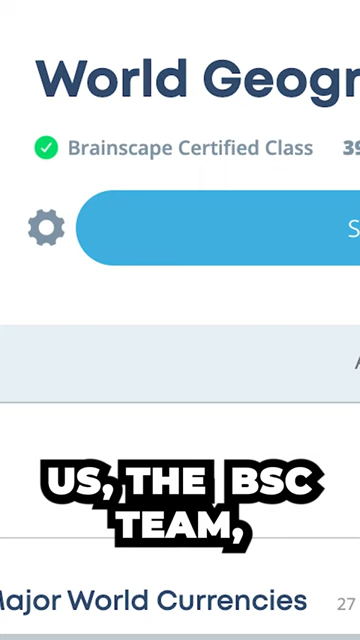 World Geogr
Brainscape Certified Class 39
S
A
US, THE BSC
TEAM,
Major World Currencies 27